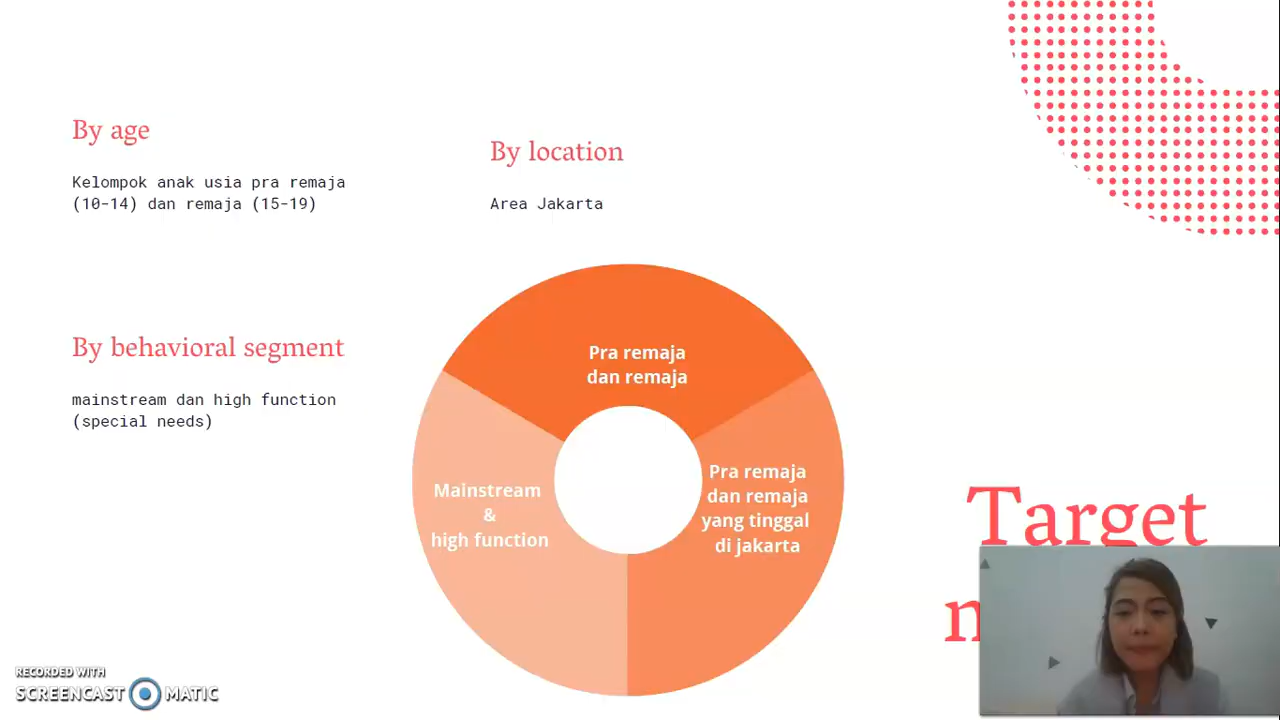 By age
Kelompok anak usia pra remaja
(10-14) dan remaja (15-19)
By location
Area Jakarta
By behavioral segment
mainstream dan high function
(special needs)
Pra remaja
dan remaja
Mainstream
&
high function
Pra remaja
dan remaja
yang tinggal
di jakarta
Target
RECORDED WITH
SCREENCAST MATIC